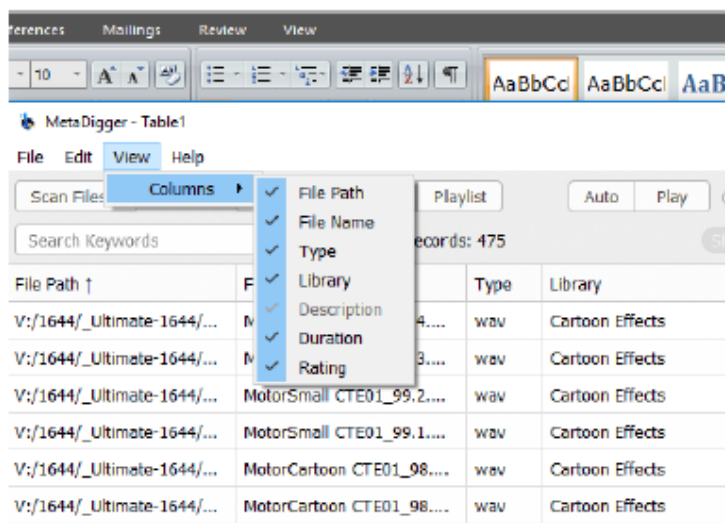 ferences Mailings Review View
10 A A AaBbCcI AaBbCcI AaB
MetaDigger - Table1
File Edit View Help
Scan Files Columns Playlist Auto Play
File Path
File Name
Type
Library
Description
Duration
Rating
Search Keywords ecords: 475
File Path ↑ F Type Library
V:/1644/_Ultimate-1644/... M 4.... wav Cartoon Effects
V:/1644/_Ultimate-1644/... M 3.... wav Cartoon Effects
V:/1644/_Ultimate-1644/... MotorSmall CTE01_99.2.... wav Cartoon Effects
V:/1644/_Ultimate-1644/... MotorSmall CTE01_99.1.... wav Cartoon Effects
V:/1644/_Ultimate-1644/... MotorCartoon CTE01_98.... wav Cartoon Effects
V:/1644/_Ultimate-1644/... MotorCartoon CTE01_98.... wav Cartoon Effects